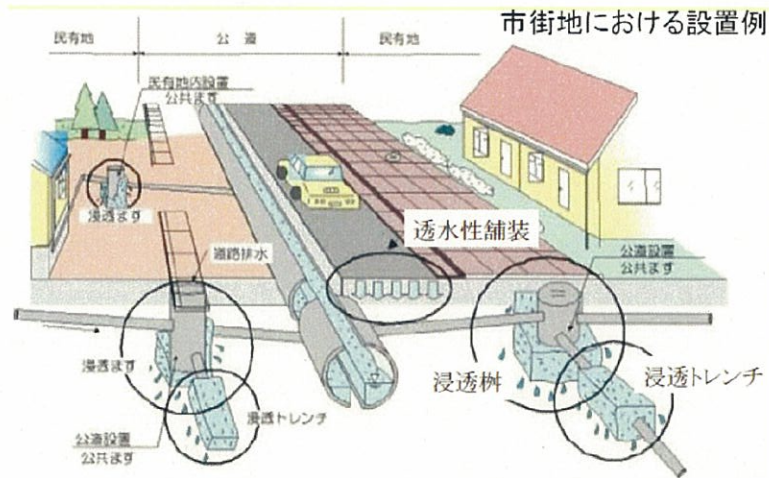 市街地における設置例
民有地
公道
民有地
民有地内設置
公共ます
浸透ます
道路排水
透水性舗装
公道設置
公共ます
浸透ます
浸透桝
浸透トレンチ
浸透トレンチ
公道設置
公共ます